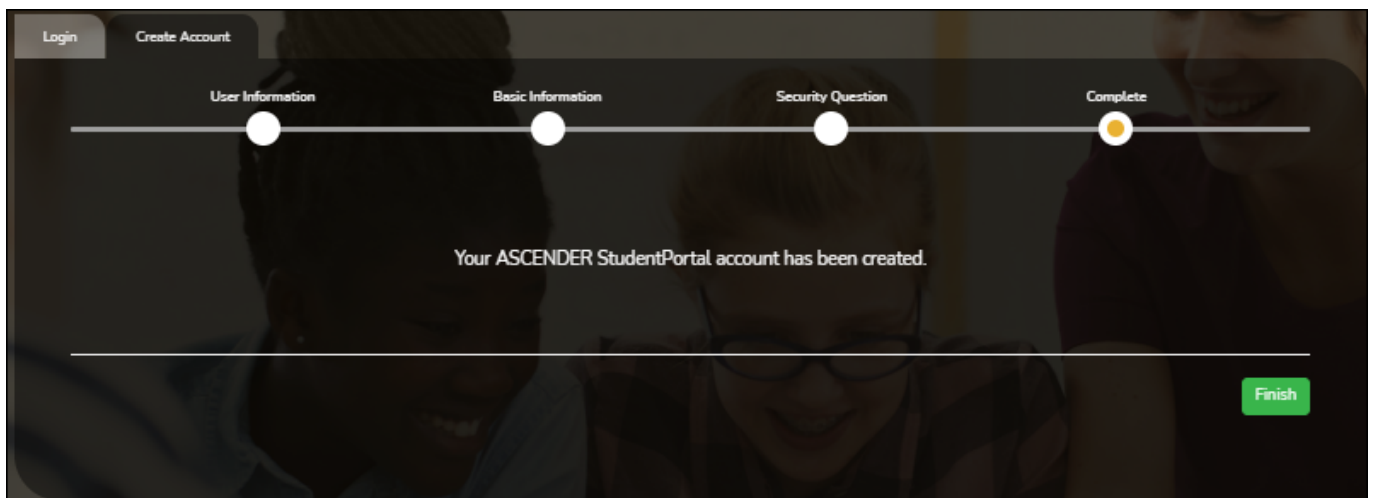 Login Create Account
User Information Basic Information Security Question Complete
Your ASCENDER StudentPortal account has been created.
Finish